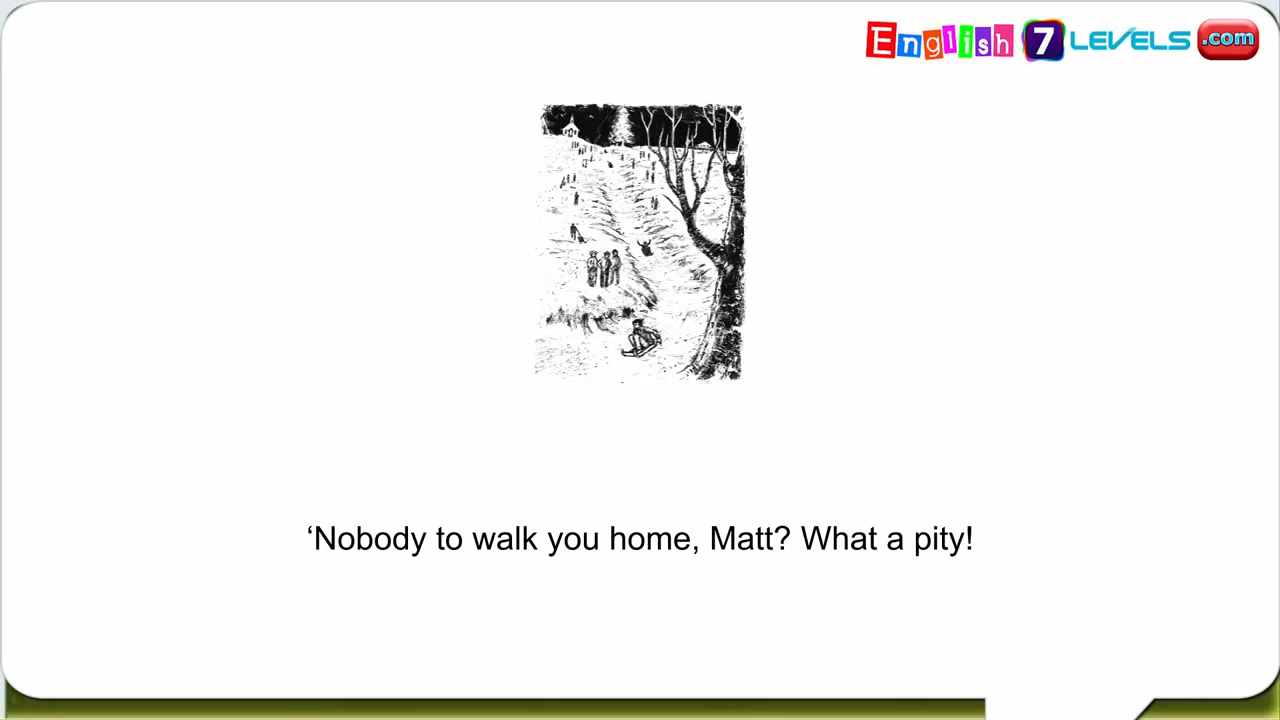 English 7 LEVELS .com
‘Nobody to walk you home, Matt? What a pity!